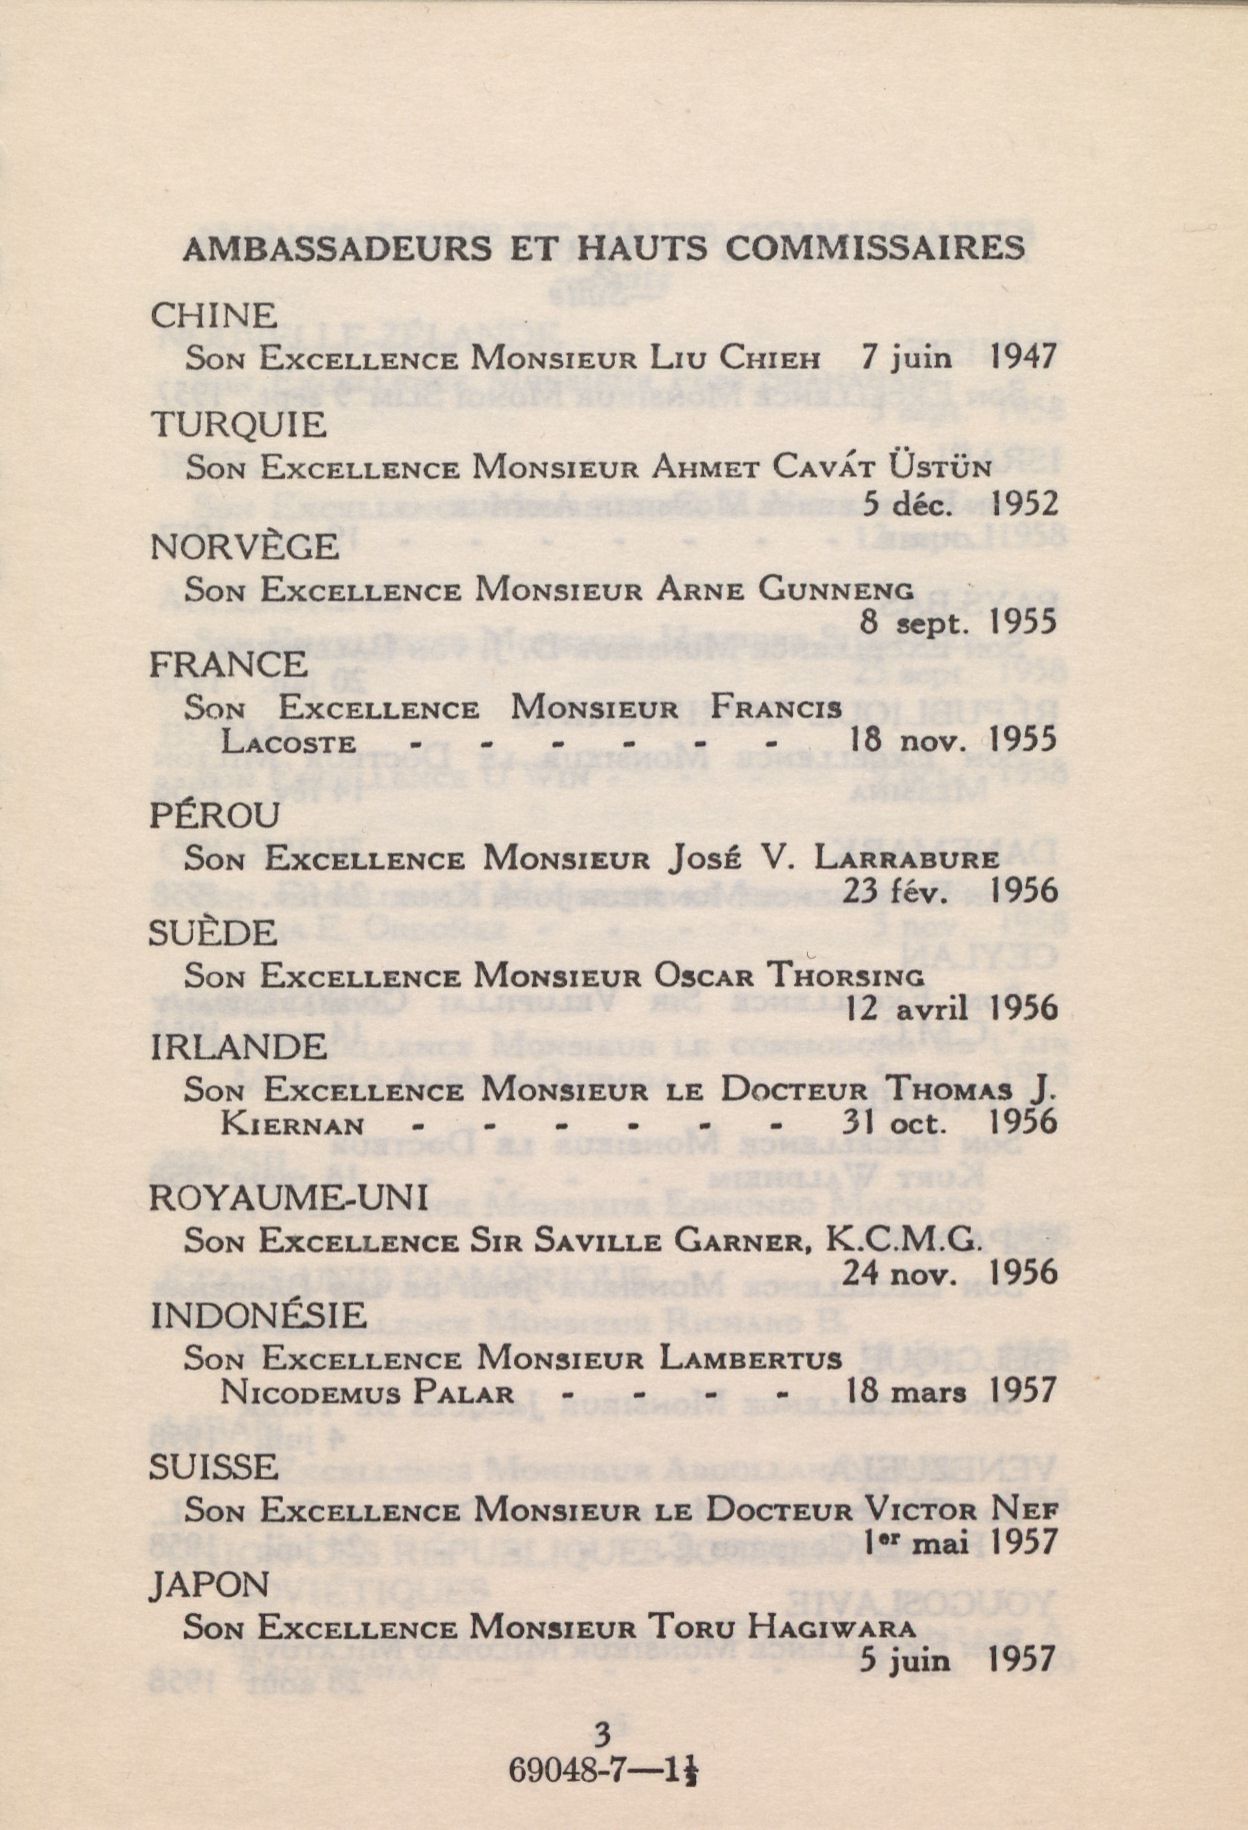 AMBASSADEURS ET HAUTS COMMISSAIRES
CHINE
Son Excellence Monsieur Liu Chieh 7 juin 1947
TURQUIE
Son Excellence Monsieur Ahmet Cavát Üstün
5 déc. 1952
NORVÈGE
Son Excellence Monsieur Arne Gunneng
8 sept. 1955
FRANCE
Son Excellence Monsieur Francis
Lacoste - - - - - - 18 nov. 1955
PÉROU
Son Excellence Monsieur José V. Larrabure
23 fév. 1956
SUÈDE
Son Excellence Monsieur Oscar Thorsing
12 avril 1956
IRLANDE
Son Excellence Monsieur le Docteur Thomas J.
Kiernan - - - - - - 31 oct. 1956
ROYAUME-UNI
Son Excellence Sir Saville Garner, K.C.M.G.
24 nov. 1956
INDONÉSIE
Son Excellence Monsieur Lambertus
Nicodemus Palar - - - - 18 mars 1957
SUISSE
Son Excellence Monsieur le Docteur Victor Nef
1er mai 1957
JAPON
Son Excellence Monsieur Toru Hagiwara
5 juin 1957
3
69048-7—1½